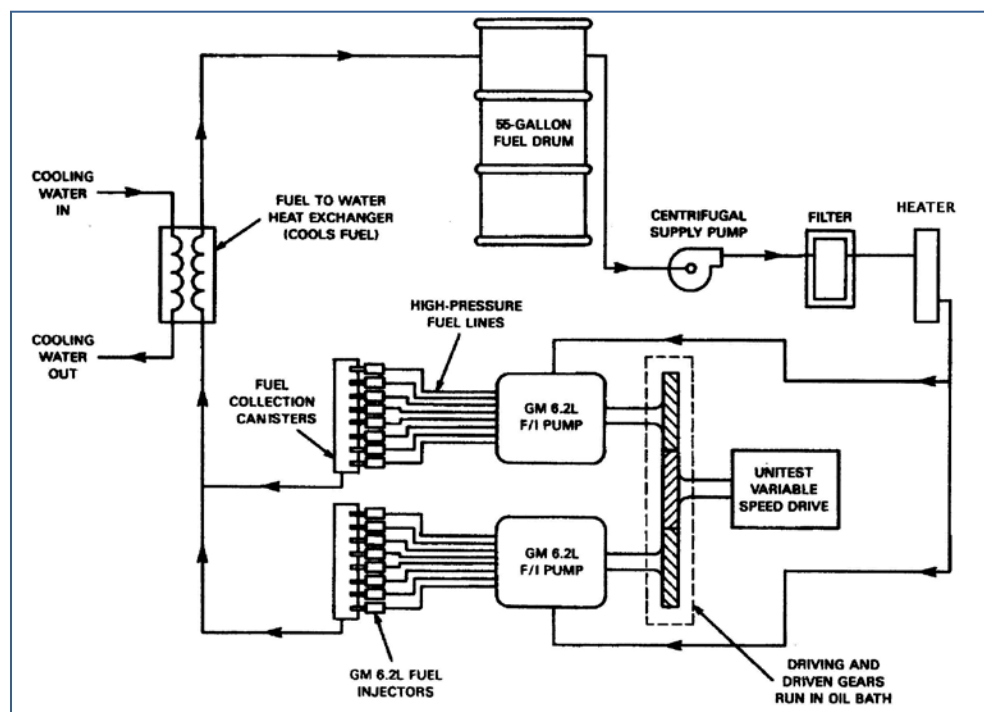 55-GALLON
FUEL DRUM
COOLING
WATER
IN
FUEL TO WATER
HEAT EXCHANGER
(COOLS FUEL)
CENTRIFUGAL
SUPPLY PUMP
FILTER
HEATER
COOLING
WATER
OUT
HIGH-PRESSURE
FUEL LINES
FUEL
COLLECTION
CANISTERS
GM 6.2L
F/I PUMP
UNITEST
VARIABLE
SPEED DRIVE
GM 6.2L
F/I PUMP
GM 6.2L FUEL
INJECTORS
DRIVING AND
DRIVEN GEARS
RUN IN OIL BATH